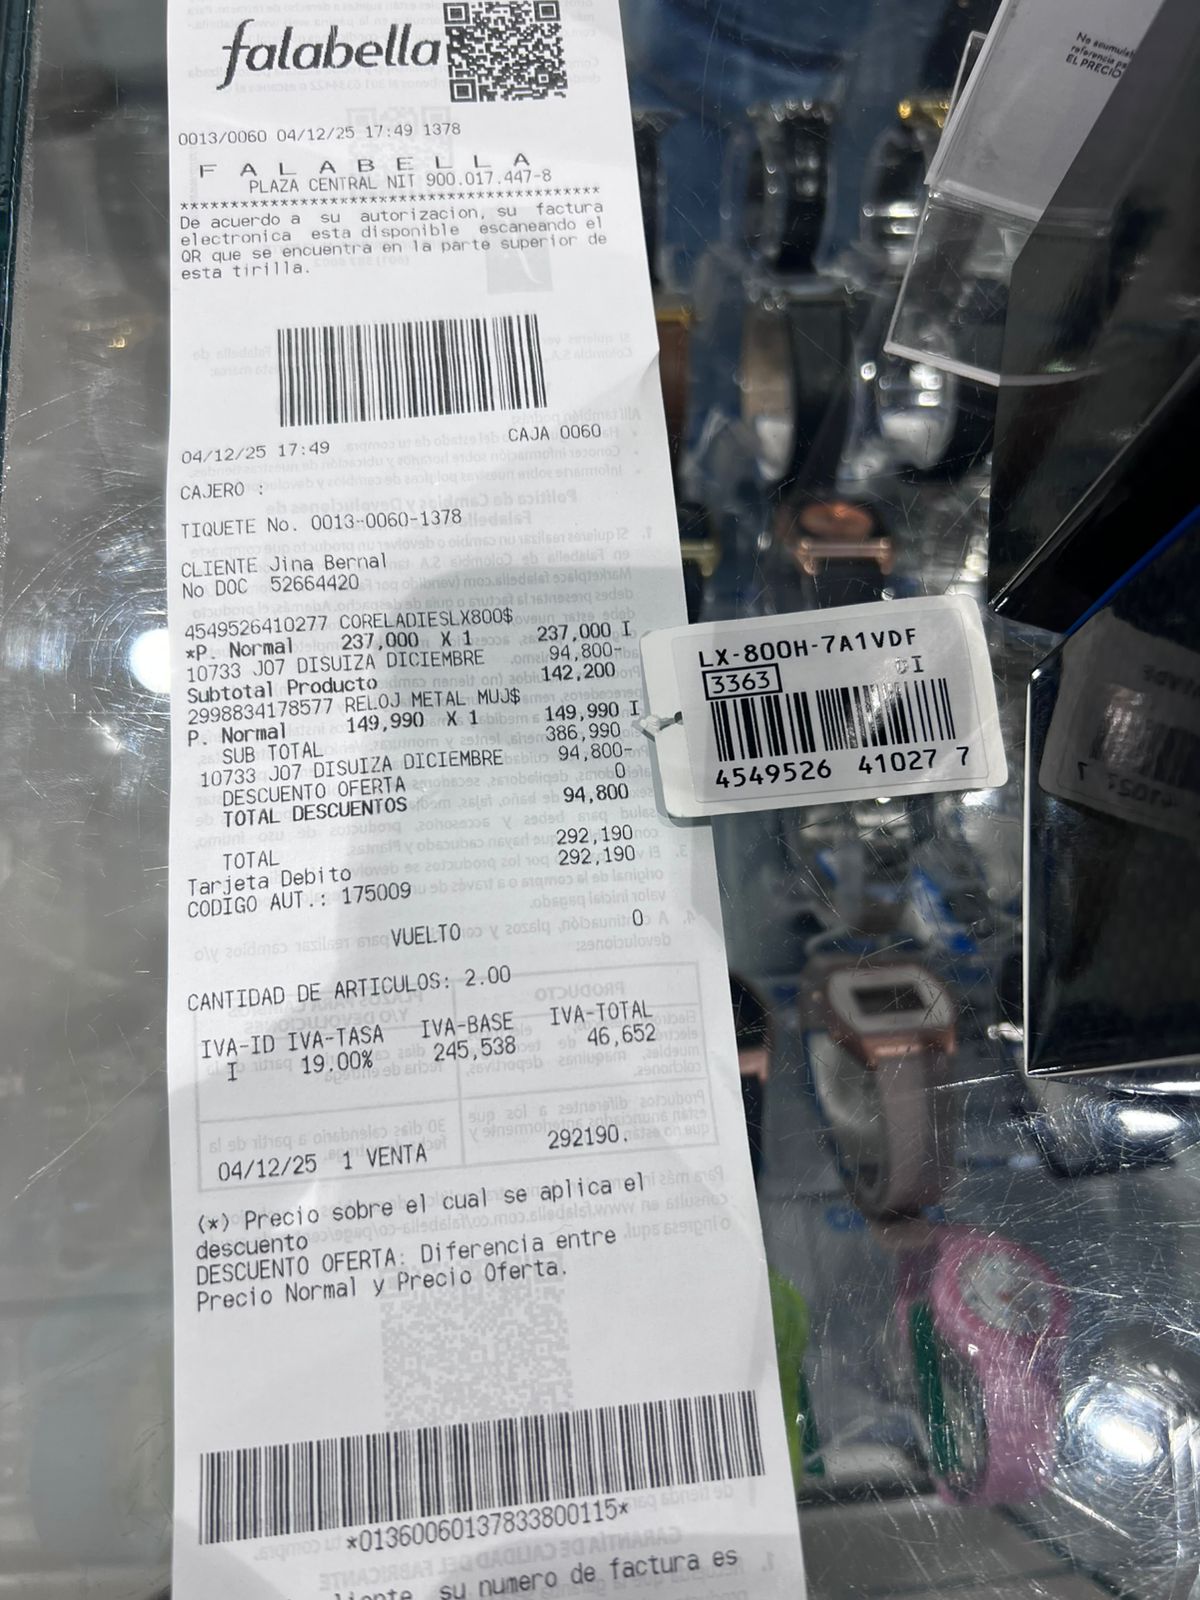 falabella
0013/0060 04/12/25 17:49 1378
F A L A B E L L A
PLAZA CENTRAL NIT 900.017.447-8
******************************************
De acuerdo a su autorizacion, su factura
electronica esta disponible escaneando el
QR que se encuentra en la parte superior de
esta tirilla.
04/12/25 17:49 CAJA 0060
CAJERO :
TIQUETE No. 0013-0060-1378
CLIENTE Jina Bernal
No DOC 52664420
4549526410277 CORELADIESLX800$
*P. Normal 237,000 X 1 237,000 I
10733 J07 DISUIZA DICIEMBRE 94,800-
Subtotal Producto 142,200
2998834178577 RELOJ METAL MUJ$
P. Normal 149,990 X 1 149,990 I
SUB TOTAL 386,990
10733 J07 DISUIZA DICIEMBRE 94,800-
DESCUENTO OFERTA 0
TOTAL DESCUENTOS 94,800
TOTAL 292,190
Tarjeta Debito 292,190
CODIGO AUT.: 175009
VUELTO 0
CANTIDAD DE ARTICULOS: 2.00
IVA-ID IVA-TASA IVA-BASE IVA-TOTAL
I 19.00% 245,538 46,652
04/12/25 1 VENTA 292190.
(*) Precio sobre el cual se aplica el
descuento
DESCUENTO OFERTA: Diferencia entre
Precio Normal y Precio Oferta.
*01360060137833800115*
su numero de factura es
LX-800H-7A1VDF
3363
4549526 41027 7
EL PRECIO